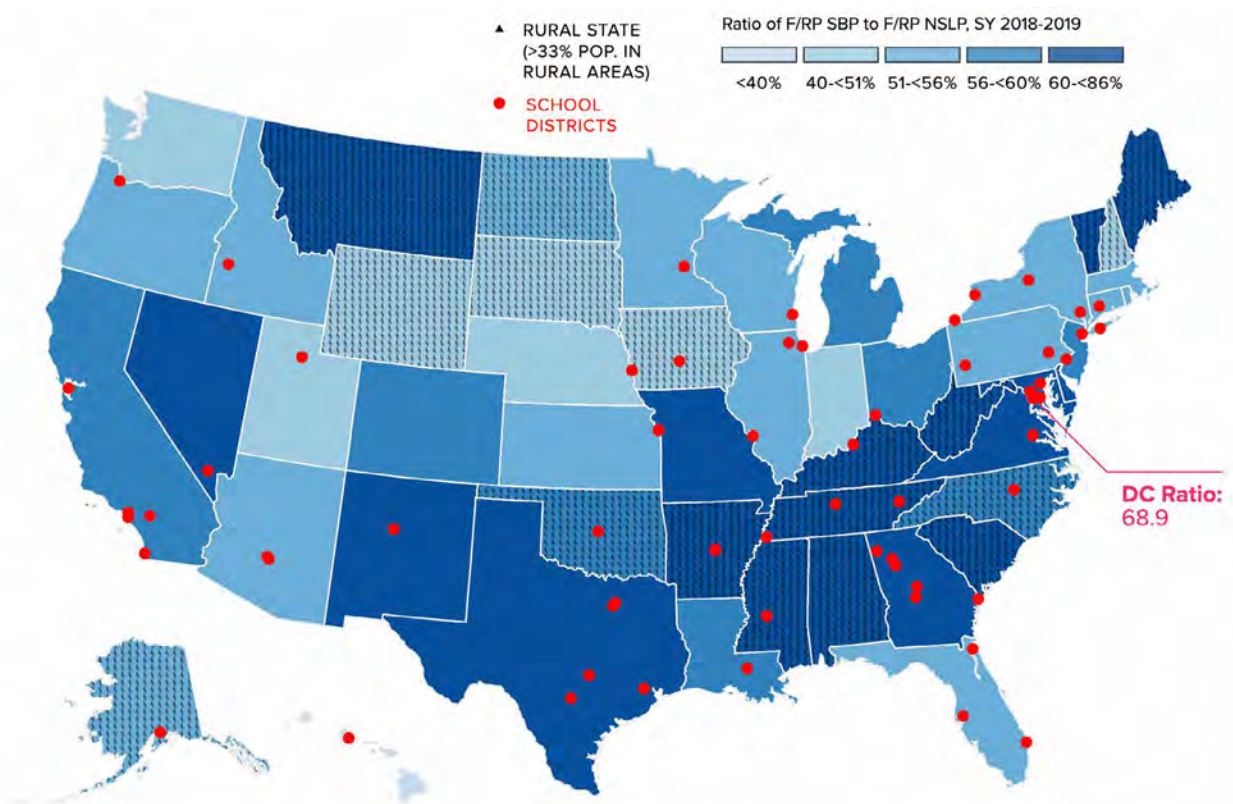 RURAL STATE
(>33% POP. IN
RURAL AREAS)
SCHOOL
DISTRICTS
Ratio of F/RP SBP to F/RP NSLP, SY 2018-2019
<40% 40-<51% 51-<56% 56-<60% 60-<86%
DC Ratio:
68.9